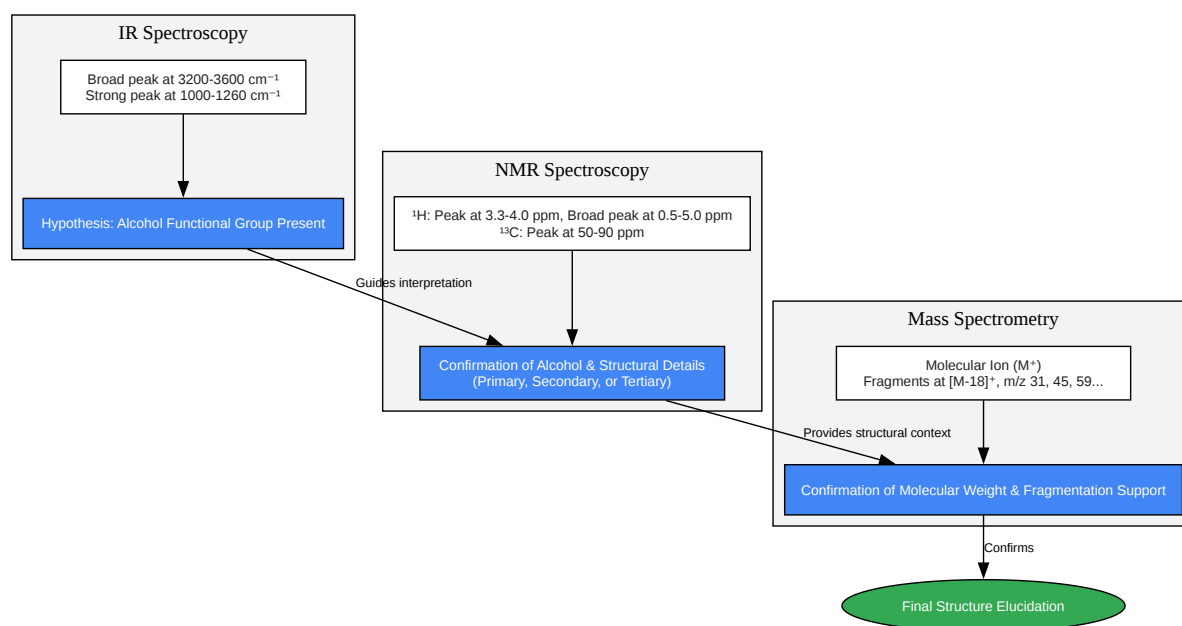 IR Spectroscopy
Broad peak at 3200-3600 cm⁻¹
Strong peak at 1000-1260 cm⁻¹
Hypothesis: Alcohol Functional Group Present
Guides interpretation
NMR Spectroscopy
¹H: Peak at 3.3-4.0 ppm, Broad peak at 0.5-5.0 ppm
¹³C: Peak at 50-90 ppm
Confirmation of Alcohol & Structural Details
(Primary, Secondary, or Tertiary)
Provides structural context
Mass Spectrometry
Molecular Ion (M⁺)
Fragments at [M-18]⁺, m/z 31, 45, 59...
Confirmation of Molecular Weight & Fragmentation Support
Confirms
Final Structure Elucidation